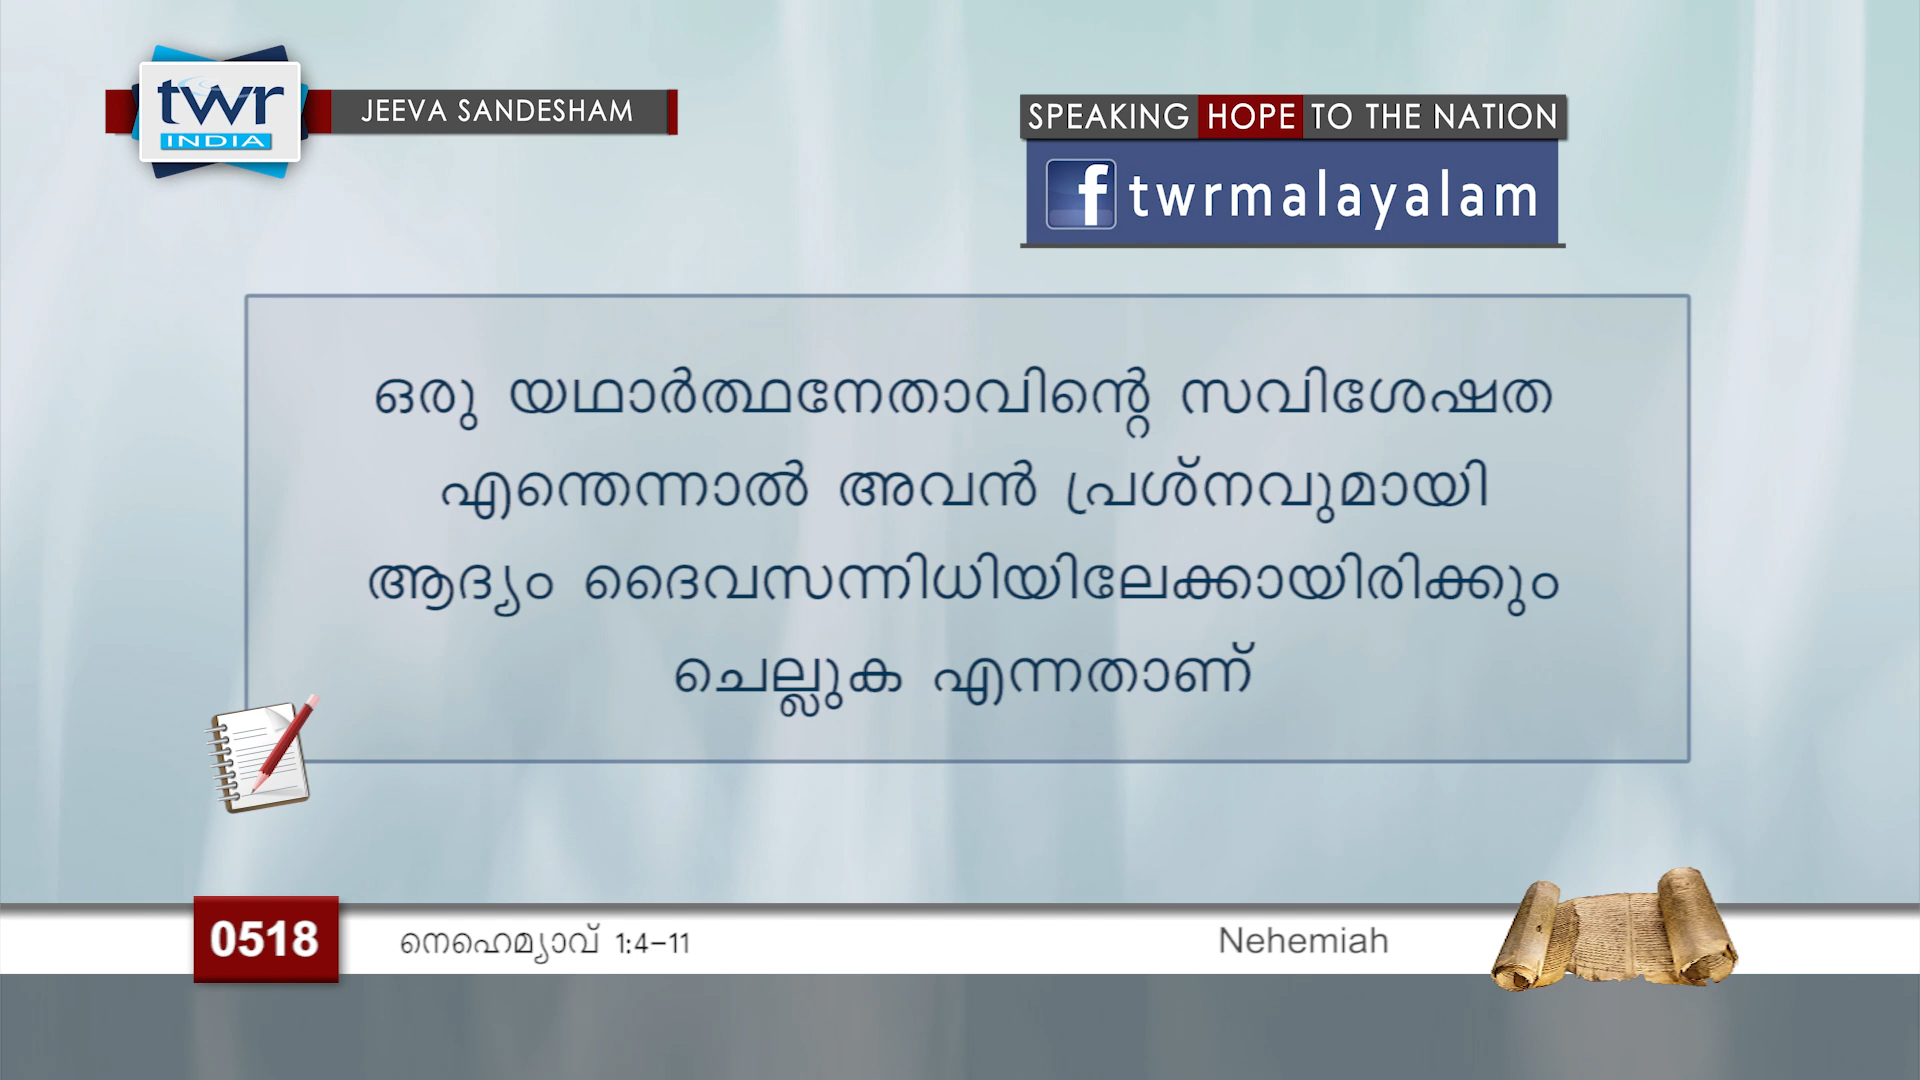 twr
INDIA
JEEVA SANDESHAM
SPEAKING HOPE TO THE NATION
f twrmalayalam
ഒരു യഥാർത്ഥനേതാവിന്റെ സവിശേഷത
എന്തെന്നാൽ അവൻ പ്രശ്നവുമായി
ആദ്യം ദൈവസന്നിധിയിലേക്കായിരിക്കും
ചെല്ലുക എന്നതാണ്
0518 നെഹെമ്യാവ് 1:4-11 Nehemiah